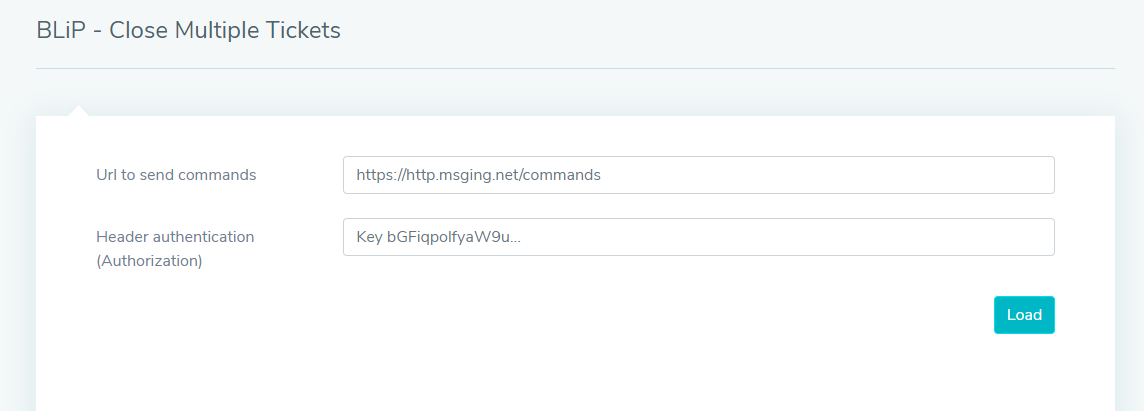 BLiP - Close Multiple Tickets
Url to send commands
https://http.msging.net/commands
Header authentication
(Authorization)
Key bGFiqpolfyaW9u...
Load